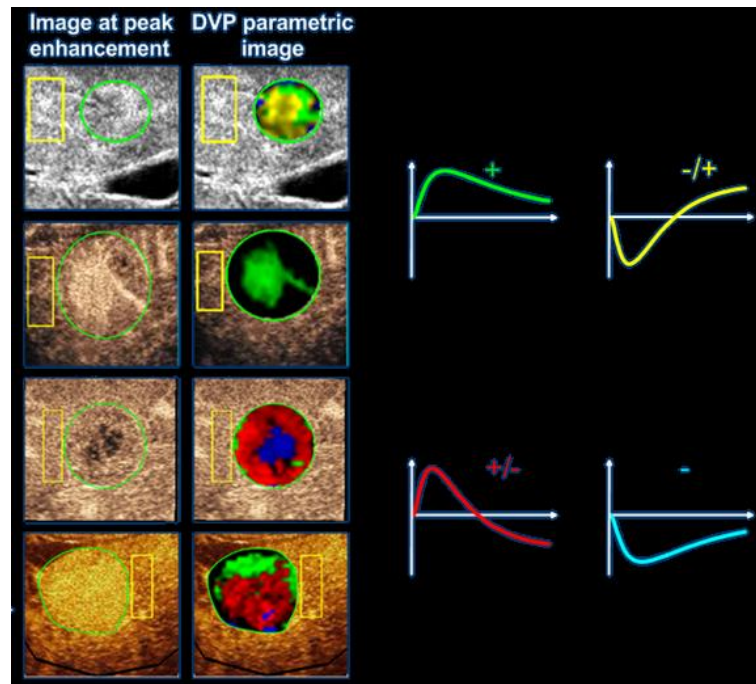 Image at peak
enhancement
DVP parametric
image
+
-/+
+/-
-